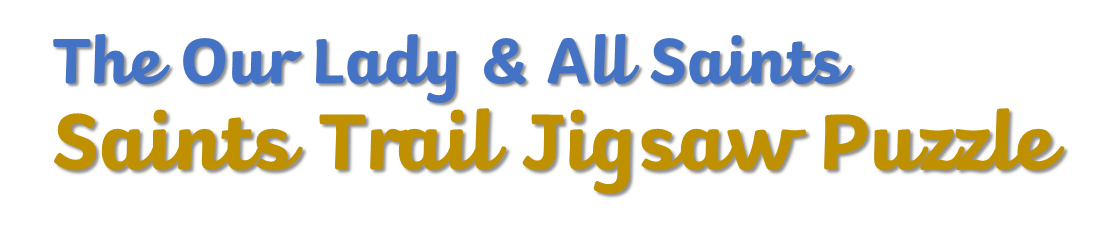 The Our Lady & All Saints
Saints Trail Jigsaw Puzzle